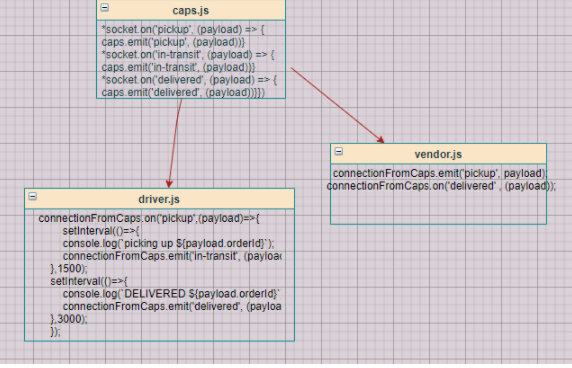 caps.js
*socket.on('pickup', (payload) => {
caps.emit('pickup', (payload))}
*socket.on('in-transit', (payload) => {
caps.emit('in-transit', (payload))}
*socket.on('delivered', (payload) => {
caps.emit('delivered', (payload))}})
vendor.js
connectionFromCaps.emit('pickup', payload);
connectionFromCaps.on('delivered' , (payload));
driver.js
connectionFromCaps.on('pickup',(payload)=>{
setInterval(()=>{
console.log(`picking up ${payload.orderId}`);
connectionFromCaps.emit('in-transit', (payloa
},1500);
setInterval(()=>{
console.log(`DELIVERED ${payload.orderId}`
connectionFromCaps.emit('delivered', (payloa
},3000);
});